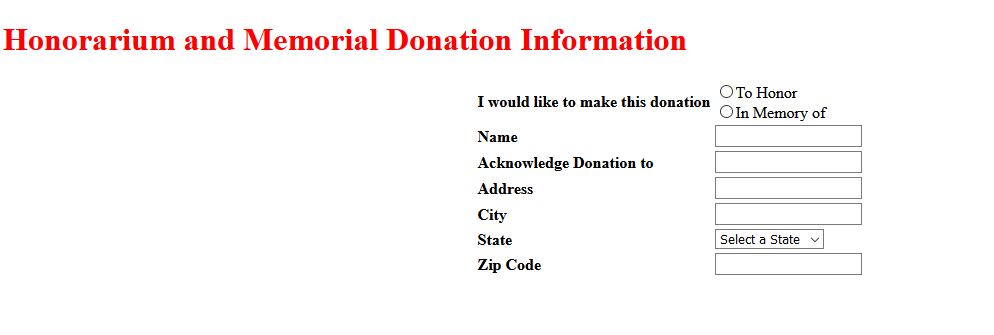 Honorarium and Memorial Donation Information
I would like to make this donation
To Honor
In Memory of
Name
Acknowledge Donation to
Address
City
State Select a State
Zip Code